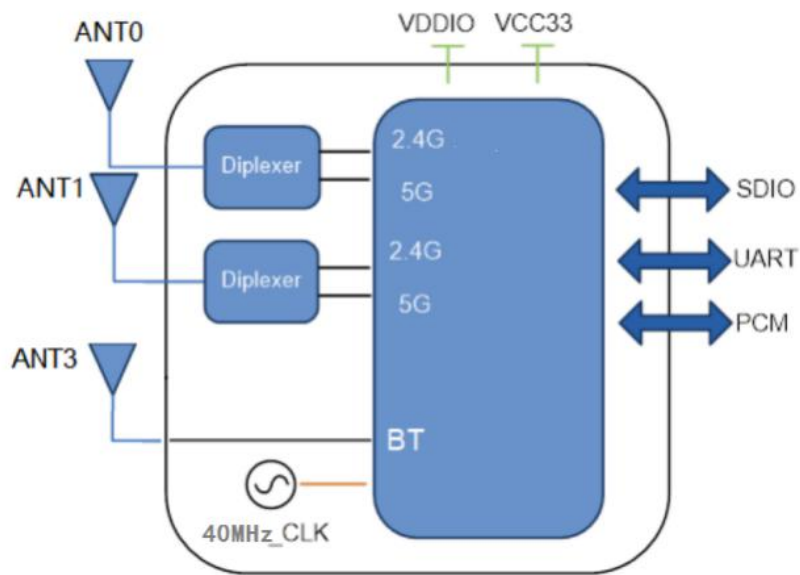 ANT0
VDDIO
VCC33
Diplexer
2.4G
5G
ANT1
SDIO
Diplexer
2.4G
5G
UART
PCM
ANT3
BT
40MHz_CLK